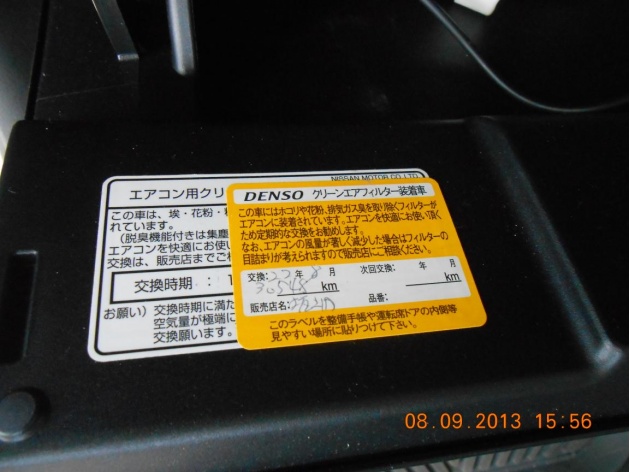 NISSAN MOTOR CO., LTD.
エアコン用クリ
この車は、埃・花粉・
れています。
(脱臭機能付きは集塵
エアコンを快適にお使い
交換は、販売店までご
交換時期:1
お願い) 交換時期に満た
空気量が極端に
交換願います。
DENSO クリーンエアフィルター装着車
この車にはホコリや花粉、排気ガス臭を取り除くフィルターが
エアコンに装着されています。エアコンを快適にお使い頂く
ため定期的な交換をお勧めします。
なお、エアコンの風量が著しく減少した場合はフィルターの
目詰まりが考えられますので販売店にご相談ください。
交換:22年8月 次回交換: 年 月
30548 km km
販売店名: 品番:
このラベルを整備手帳や運転席ドアの内側等
見やすい場所に貼りつけて下さい。
08.09.2013 15:56